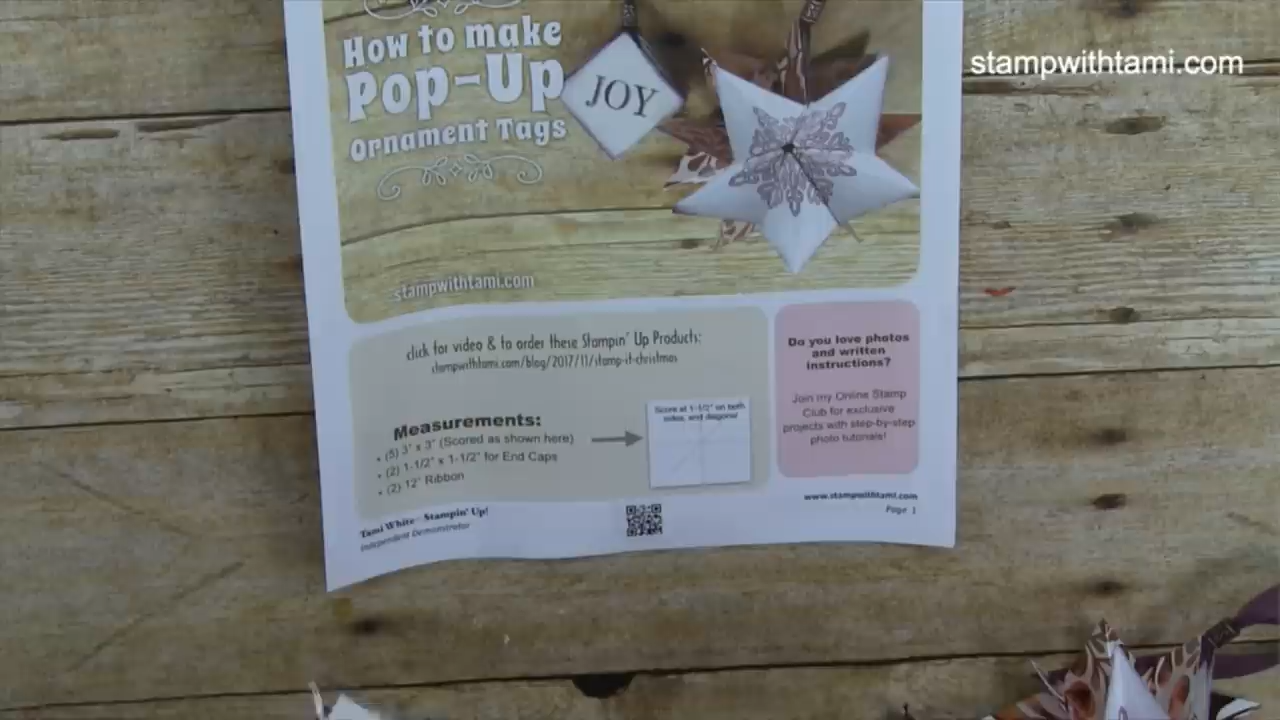 stampwithtami.com
How to make
Pop-Up
ornament Tags
JOY
stampwithtami.com
click for video & to order these Stampin' Up Products:
stampwithtami.com/blog/2017/11/stamp-it-christmas
Measurements:
• (5) 3" x 3" (Scored as shown here)
• (2) 1-1/2" x 1-1/2" for End Caps
• (2) 12" Ribbon
Score at 1-1/2" on both
sides, and diagonal
Do you love photos
and written
instructions?
Join my Online Stamp
Club for exclusive
projects with step-by-step
photo tutorials!
Tami White - Stampin' Up!
Independent Demonstrator
www.stampwithtami.com
Page 1